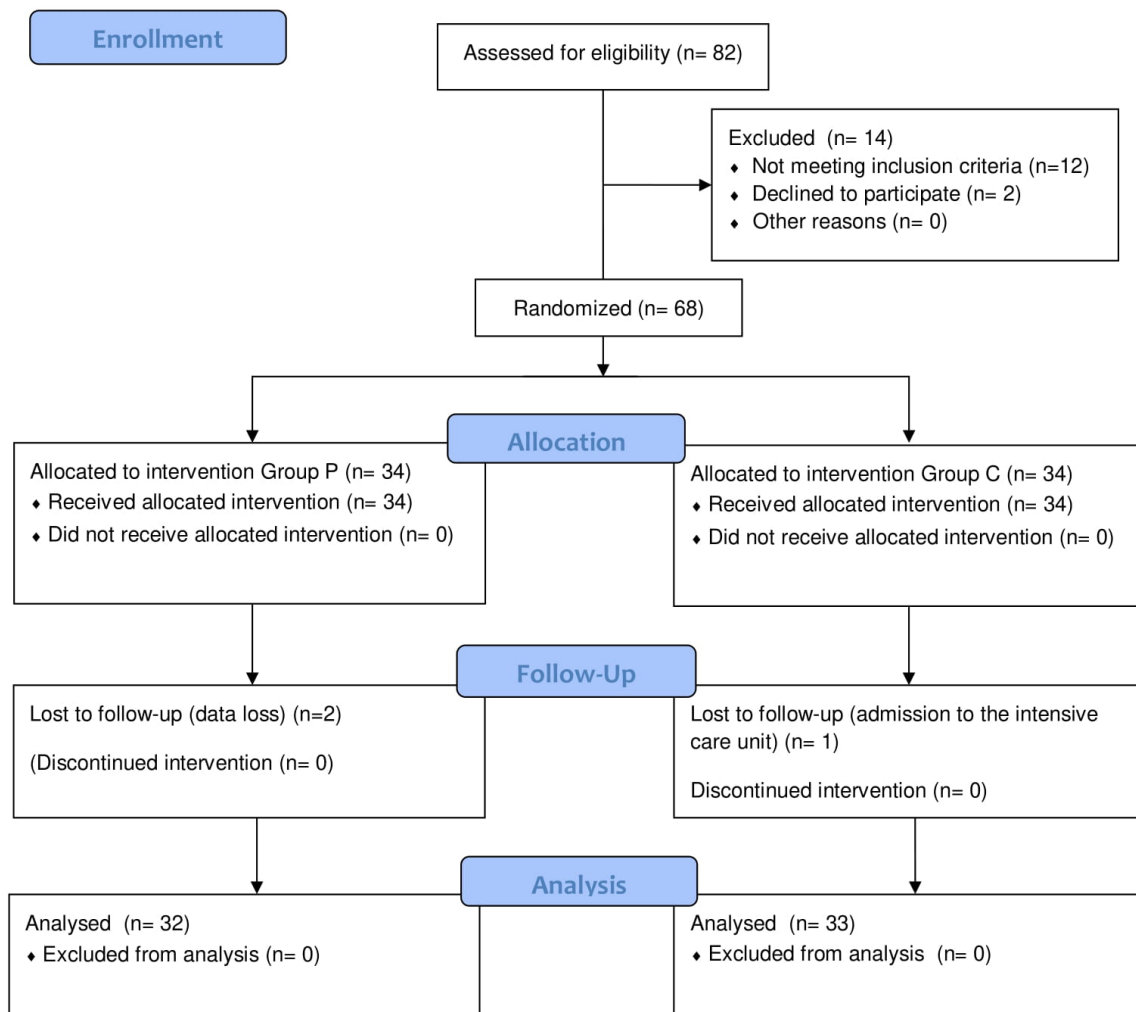 Enrollment
Assessed for eligibility (n= 82)
Excluded (n= 14)
♦ Not meeting inclusion criteria (n=12)
♦ Declined to participate (n= 2)
♦ Other reasons (n= 0)
Randomized (n= 68)
Allocation
Allocated to intervention Group P (n= 34)
♦ Received allocated intervention (n= 34)
♦ Did not receive allocated intervention (n= 0)
Allocated to intervention Group C (n= 34)
♦ Received allocated intervention (n= 34)
♦ Did not receive allocated intervention (n= 0)
Follow-Up
Lost to follow-up (data loss) (n=2)
(Discontinued intervention (n= 0)
Lost to follow-up (admission to the intensive
care unit) (n= 1)
Discontinued intervention (n= 0)
Analysis
Analysed (n= 32)
♦ Excluded from analysis (n= 0)
Analysed (n= 33)
♦ Excluded from analysis (n= 0)